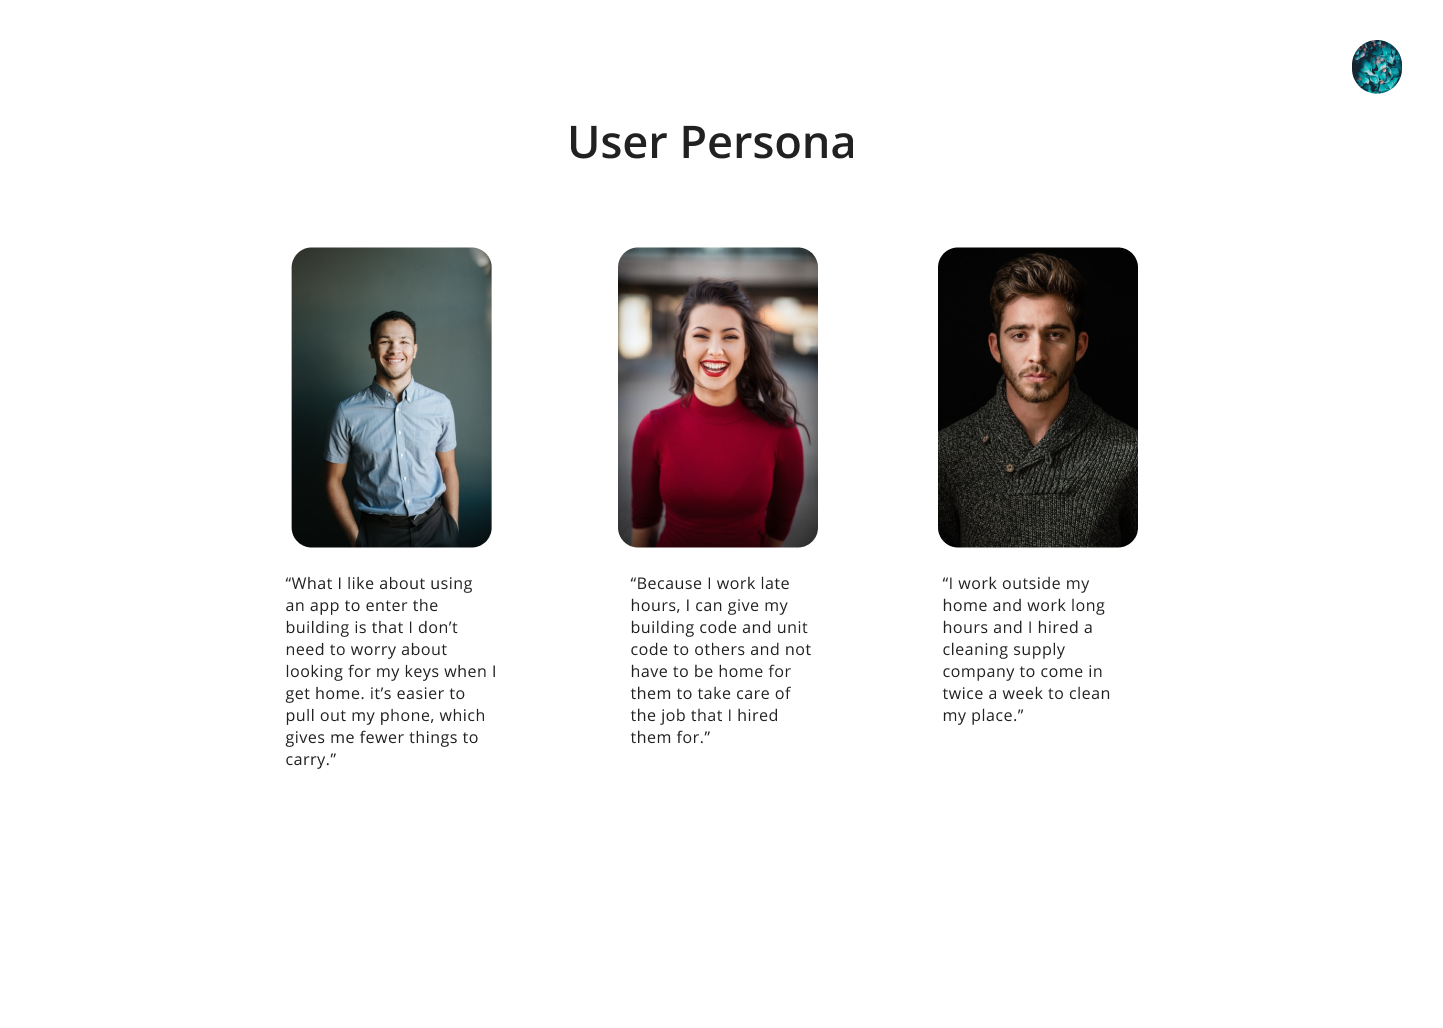 User Persona
“What I like about using
an app to enter the
building is that I don’t
need to worry about
looking for my keys when I
get home. it’s easier to
pull out my phone, which
gives me fewer things to
carry.”
“Because I work late
hours, I can give my
building code and unit
code to others and not
have to be home for
them to take care of
the job that I hired
them for.”
“I work outside my
home and work long
hours and I hired a
cleaning supply
company to come in
twice a week to clean
my place.”